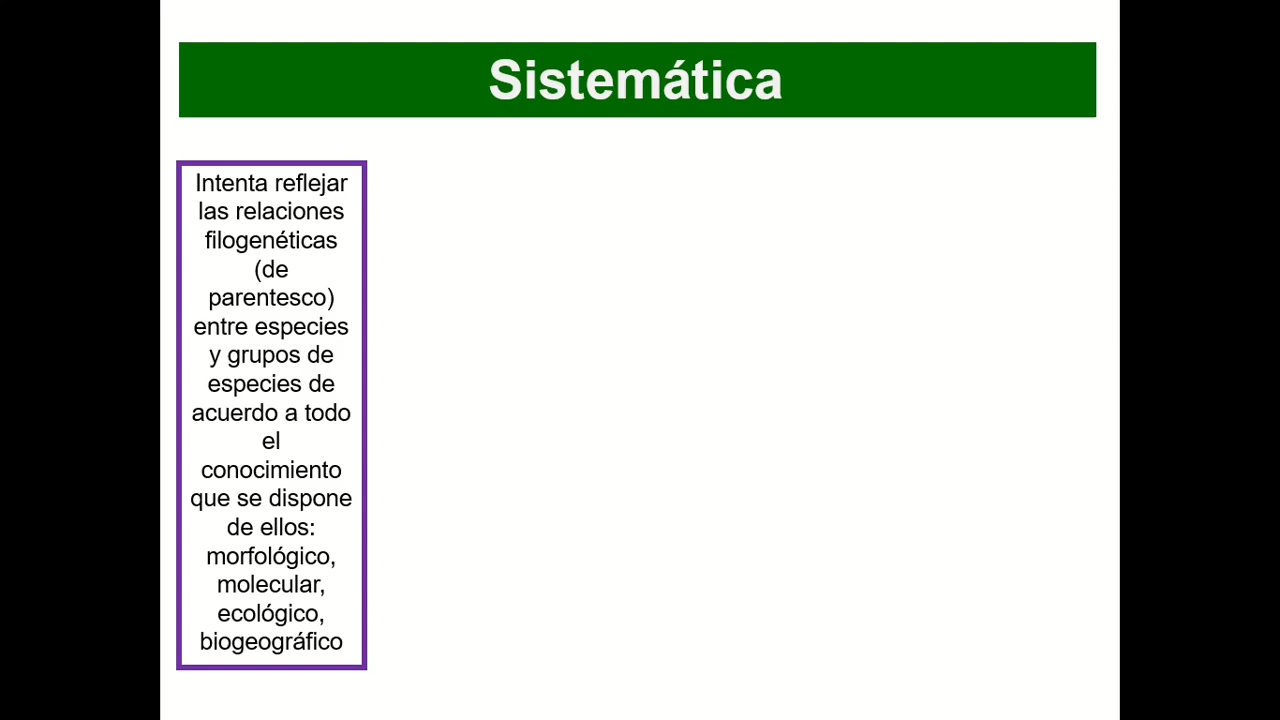 Sistemática
Intenta reflejar
las relaciones
filogenéticas
(de
parentesco)
entre especies
y grupos de
especies de
acuerdo a todo
el
conocimiento
que se dispone
de ellos:
morfológico,
molecular,
ecológico,
biogeográfico